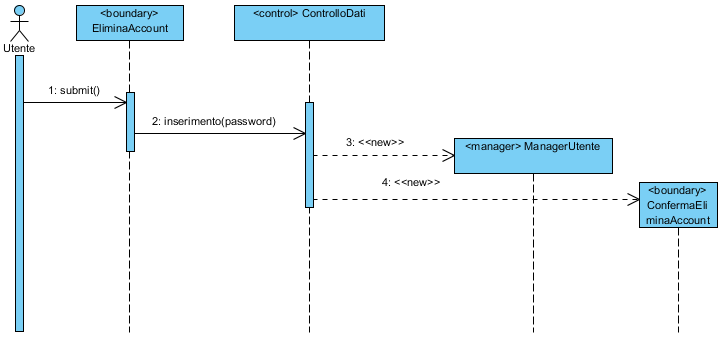 <boundary>
EliminaAccount
<control> ControlloDati
Utente
1: submit()
2: inserimento(password)
3: <<new>>
<manager> ManagerUtente
4: <<new>>
<boundary>
ConfermaEli
minaAccount